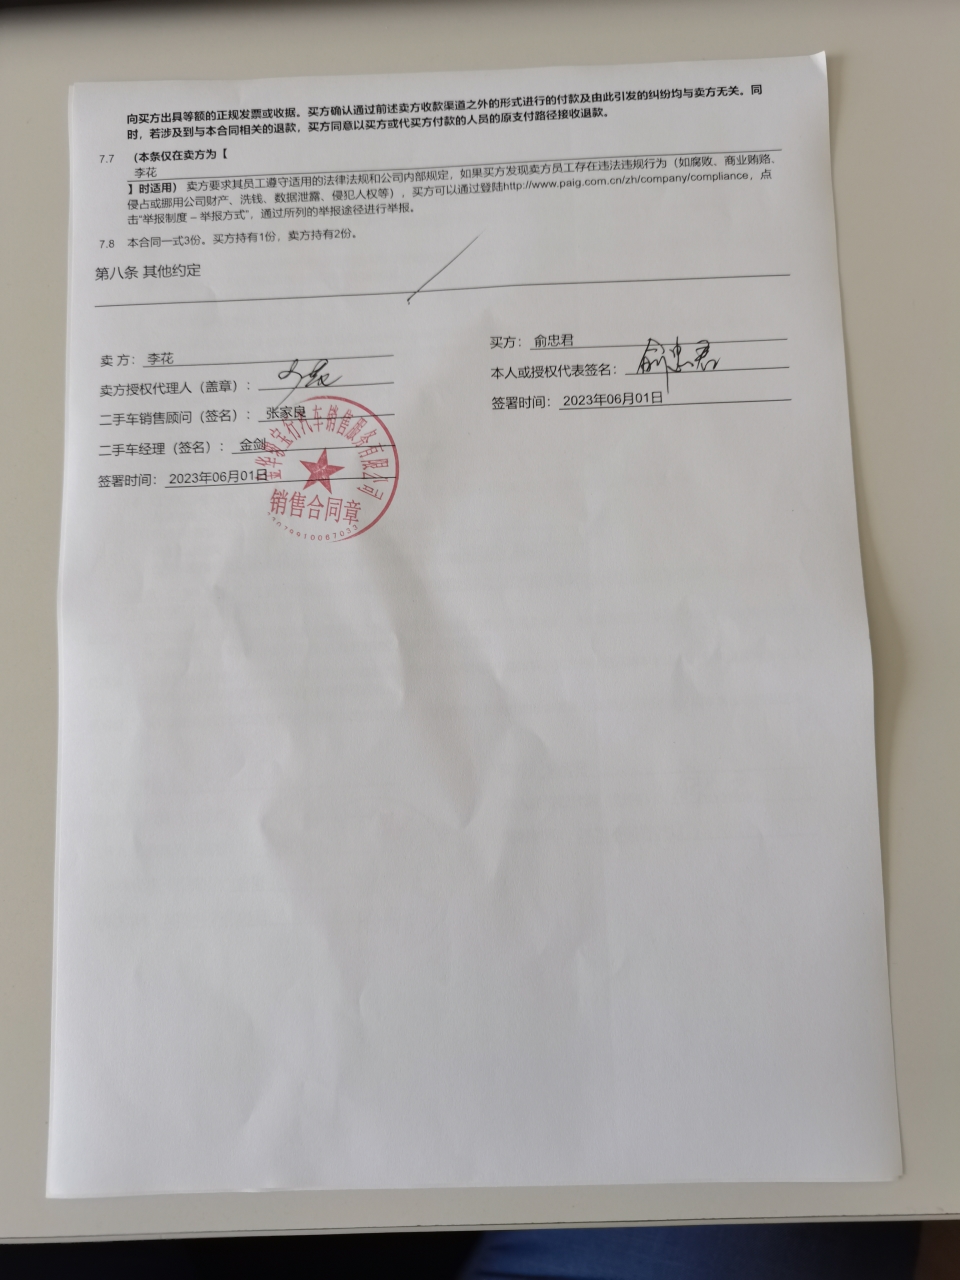 向买方出具等额的正规发票或收据。买方确认通过前述卖方收款渠道之外的形式进行的付款及由此引发的纠纷均与卖方无关。同
时，若涉及到与本合同相关的退款，买方同意以买方或代买方付款的人员的原支付路径接收退款。
7.7 （本条仅在卖方为【
李花
】时适用） 卖方要求其员工遵守适用的法律法规和公司内部规定，如果买方发现卖方员工存在违法违规行为（如腐败、商业贿赂、
侵占或挪用公司财产、洗钱、数据泄露、侵犯人权等），买方可以通过登陆http://www.paig.com.cn/zh/company/compliance，点
击“举报制度 – 举报方式”，通过所列的举报途径进行举报。
7.8 本合同一式3份。买方持有1份，卖方持有2份。
第八条 其他约定
卖 方： 李花
卖方授权代理人（盖章）：
二手车销售顾问（签名）： 张家良
二手车经理（签名）： 金剑
签署时间： 2023年06月01日
买方： 俞忠君
本人或授权代表签名： 俞忠君
签署时间： 2023年06月01日
宝行汽车销售服务有限公司
销售合同章